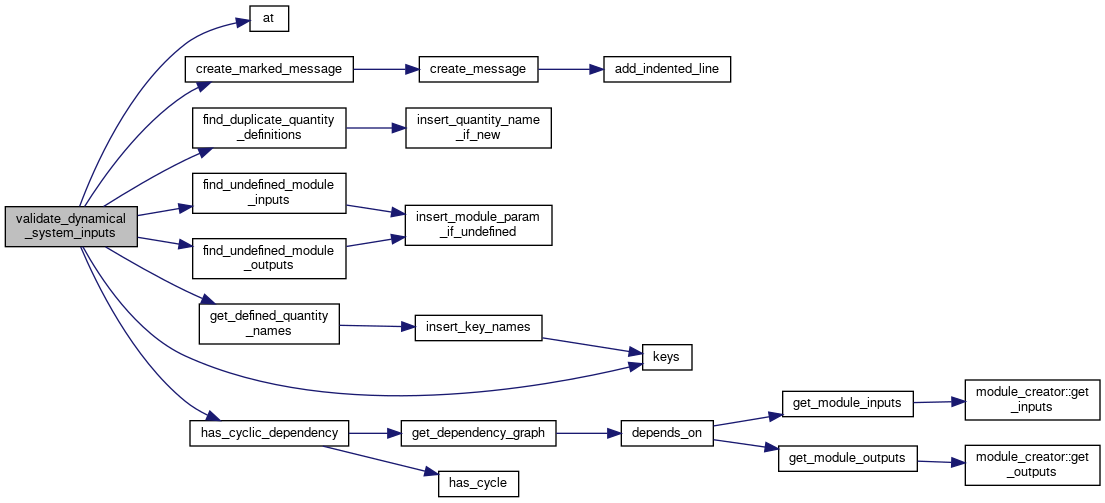 at
create_marked_message
create_message
add_indented_line
find_duplicate_quantity
_definitions
insert_quantity_name
_if_new
find_undefined_module
_inputs
validate_dynamical
_system_inputs
insert_module_param
_if_undefined
find_undefined_module
_outputs
get_defined_quantity
_names
insert_key_names
keys
has_cyclic_dependency
get_dependency_graph
depends_on
get_module_inputs
module_creator::get
_inputs
get_module_outputs
module_creator::get
_outputs
has_cycle